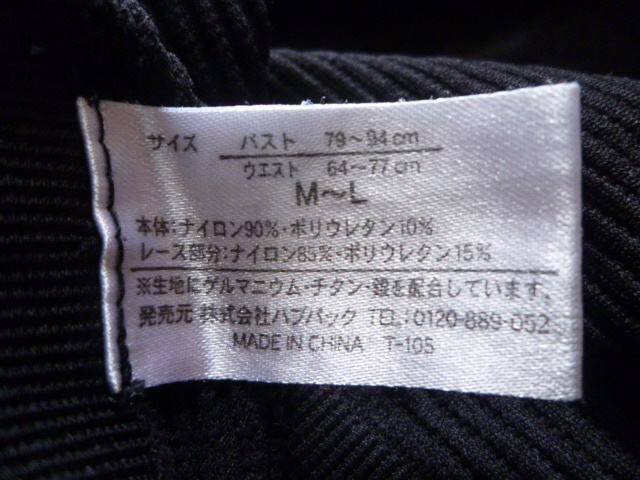 サイズ バスト 79～94cm
ウエスト 64～77cm
M～L
本体:ナイロン90%・ポリウレタン10%
レース部分:ナイロン85%・ポリウレタン15%
※生地にゲルマニウム・チタン・銀を配合しています。
発売元 株式会社ハブパック TEL:0120-889-052
MADE IN CHINA T-105